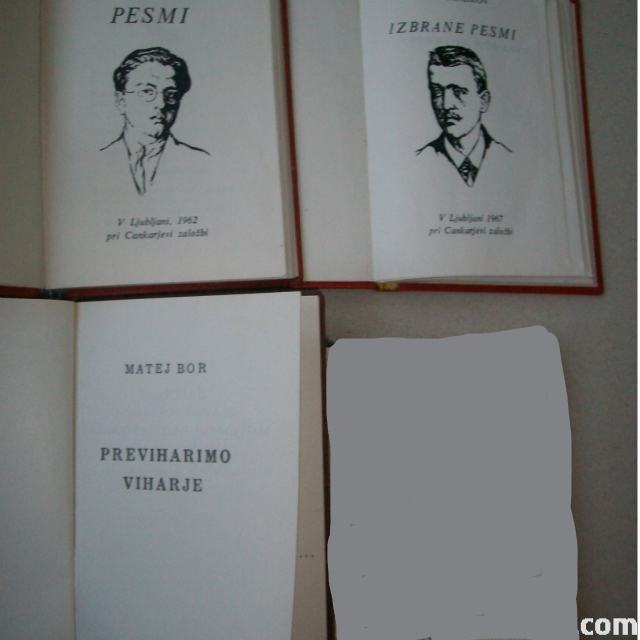 PESMI
V Ljubljani, 1962
pri Cankarjevi založbi
IZBRANE PESMI
V Ljubljani 1967
pri Cankarjevi založbi
MATEJ BOR
PREVIHARIMO
VIHARJE
com